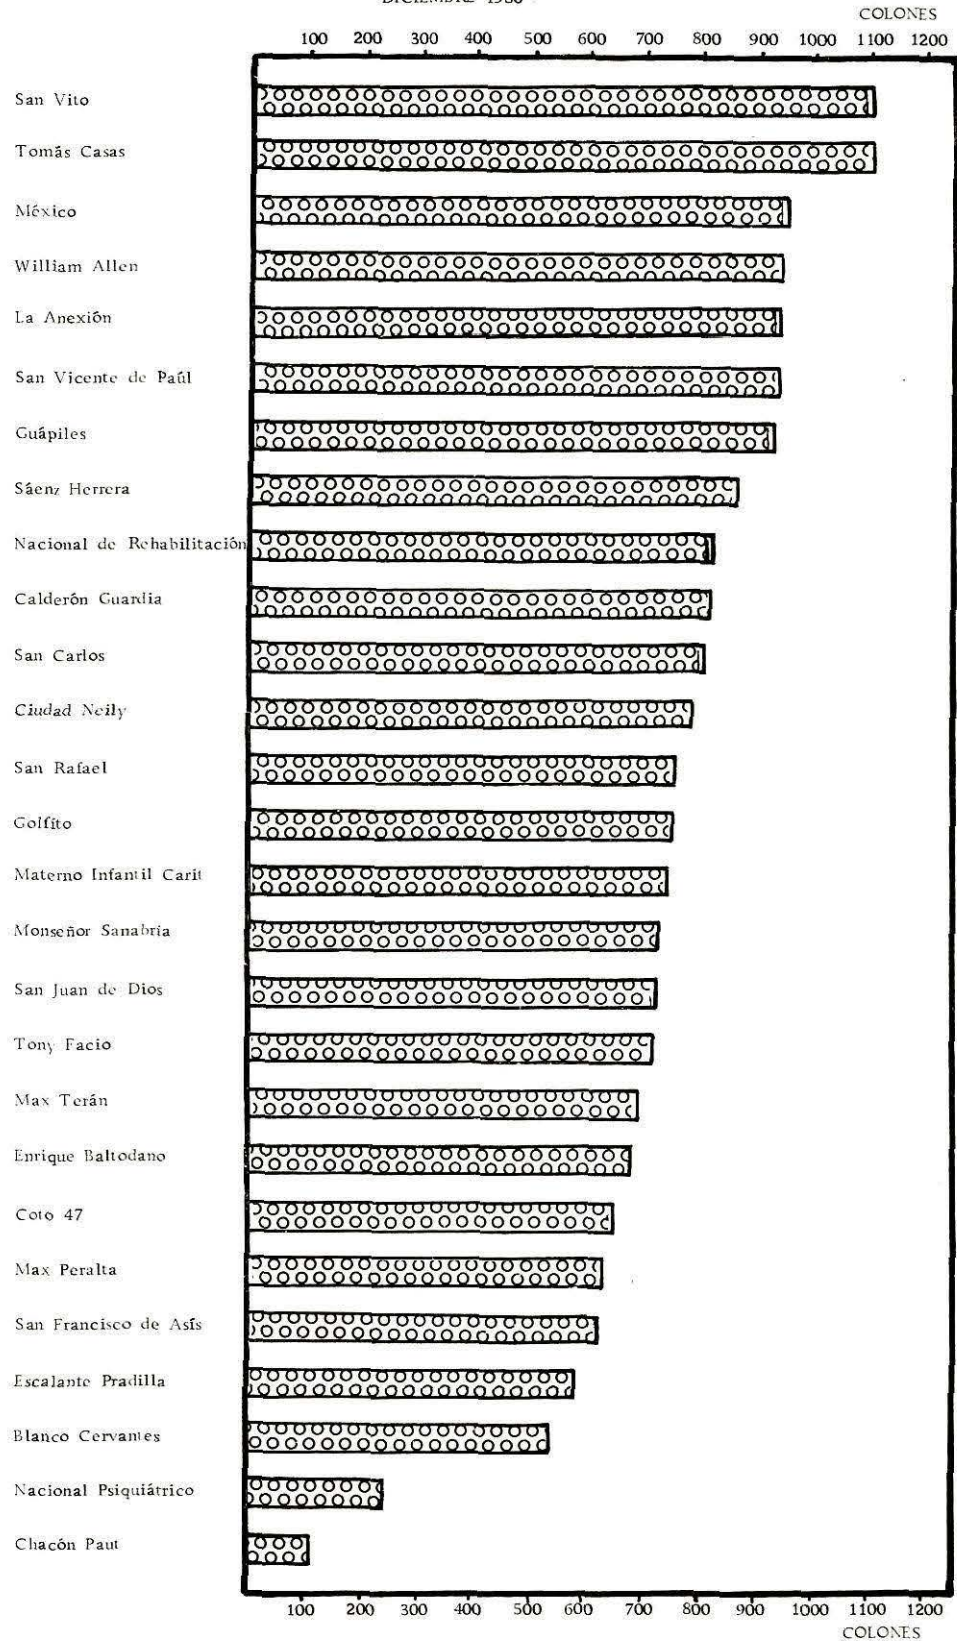 COLONES
100 200 300 400 500 600 700 800 900 1000 1100 1200
San Vito
Tomás Casas
México
William Allen
La Anexión
San Vicente de Paúl
Guápiles
Sáenz Herrera
Nacional de Rehabilitación
Calderón Guardia
San Carlos
Ciudad Neily
San Rafael
Golfito
Materno Infantil Carit
Monseñor Sanabria
San Juan de Dios
Tony Facio
Max Terán
Enrique Baltodano
Coto 47
Max Peralta
San Francisco de Asís
Escalante Pradilla
Blanco Cervantes
Nacional Psiquiátrico
Chacón Paut
100 200 300 400 500 600 700 800 900 1000 1100 1200
COLONES